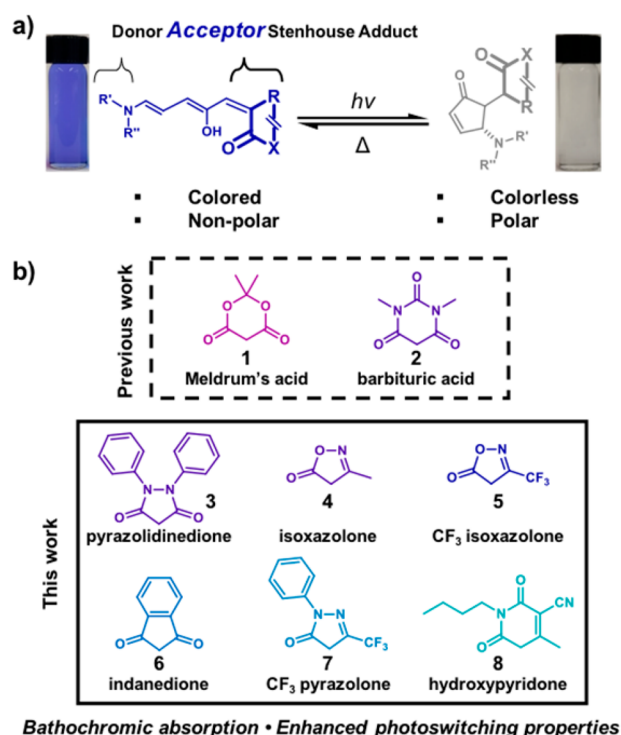 a)
Donor Acceptor Stenhouse Adduct
R'
N
R''
OH
O
R
X
hν
Δ
O
O
X
R
N
R'
R''
▪ Colored
▪ Non-polar
▪ Colorless
▪ Polar
b)
Previous work
O O
O O
1
Meldrum's acid
O
N N
O O
2
barbituric acid
This work
N–N
O O
3
pyrazolidinedione
O N
O
4
isoxazolone
O N
O
CF3
5
CF3 isoxazolone
O O
6
indanedione
N N
O
CF3
7
CF3 pyrazolone
O
N
CN
O
8
hydroxypyridone
Bathochromic absorption • Enhanced photoswitching properties